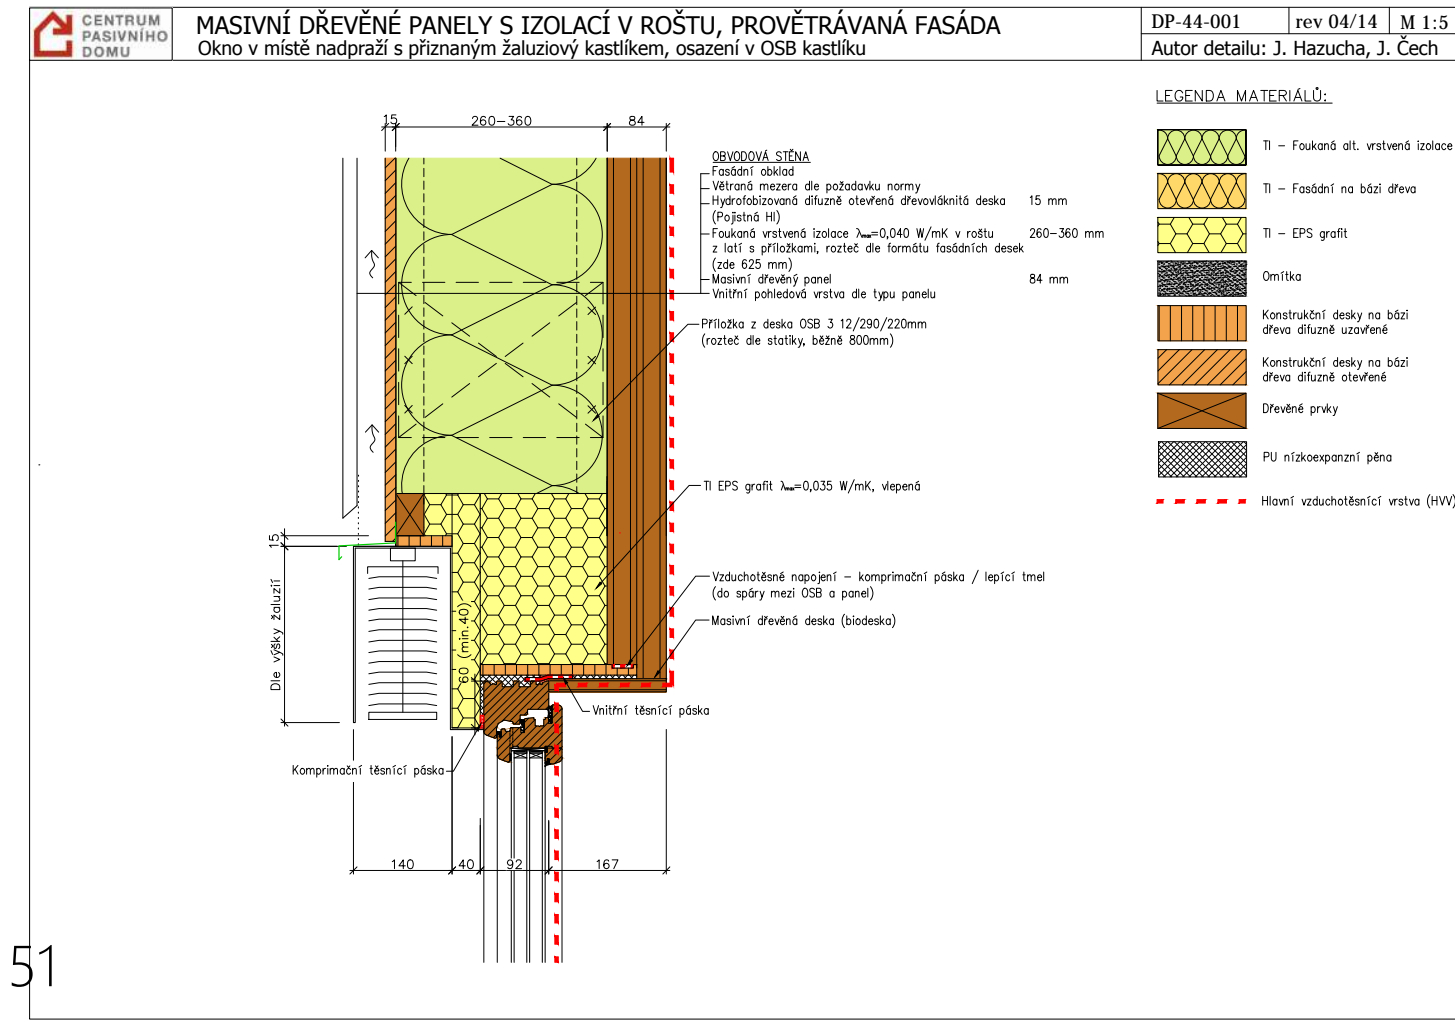 CENTRUM
PASIVNÍHO
DOMU
MASIVNÍ DŘEVĚNÉ PANELY S IZOLACÍ V ROŠTU, PROVĚTRÁVANÁ FASÁDA
Okno v místě nadpraží s přiznaným žaluziový kastlíkem, osazení v OSB kastlíku
DP-44-001
rev 04/14
M 1:5
Autor detailu: J. Hazucha, J. Čech
15
260-360
84
OBVODOVÁ STĚNA
Fasádní obklad
Větraná mezera dle požadavku normy
Hydrofobizovaná difuzně otevřená dřevovláknitá deska 15 mm
(Pojistná HI)
Foukaná vrstvená izolace λmax=0,040 W/mK v roštu 260-360 mm
z latí s příložkami, rozteč dle formátu fasádních desek
(zde 625 mm)
Masivní dřevěný panel 84 mm
Vnitřní pohledová vrstva dle typu panelu
Příložka z deska OSB 3 12/290/220mm
(rozteč dle statiky, běžně 800mm)
TI EPS grafit λmax=0,035 W/mK, vlepená
Vzduchotěsné napojení – komprimační páska / lepící tmel
(do spáry mezi OSB a panel)
Masivní dřevěná deska (biodeska)
Vnitřní těsnící páska
Komprimační těsnící páska
15
Dle výšky žaluzií
60 (min.40)
140
40
92
167
LEGENDA MATERIÁLŮ:
TI – Foukaná alt. vrstvená izolace
TI – Fasádní na bázi dřeva
TI – EPS grafit
Omítka
Konstrukční desky na bázi
dřeva difuzně uzavřené
Konstrukční desky na bázi
dřeva difuzně otevřené
Dřevěné prvky
PU nízkoexpanzní pěna
Hlavní vzduchotěsnící vrstva (HVV)
51